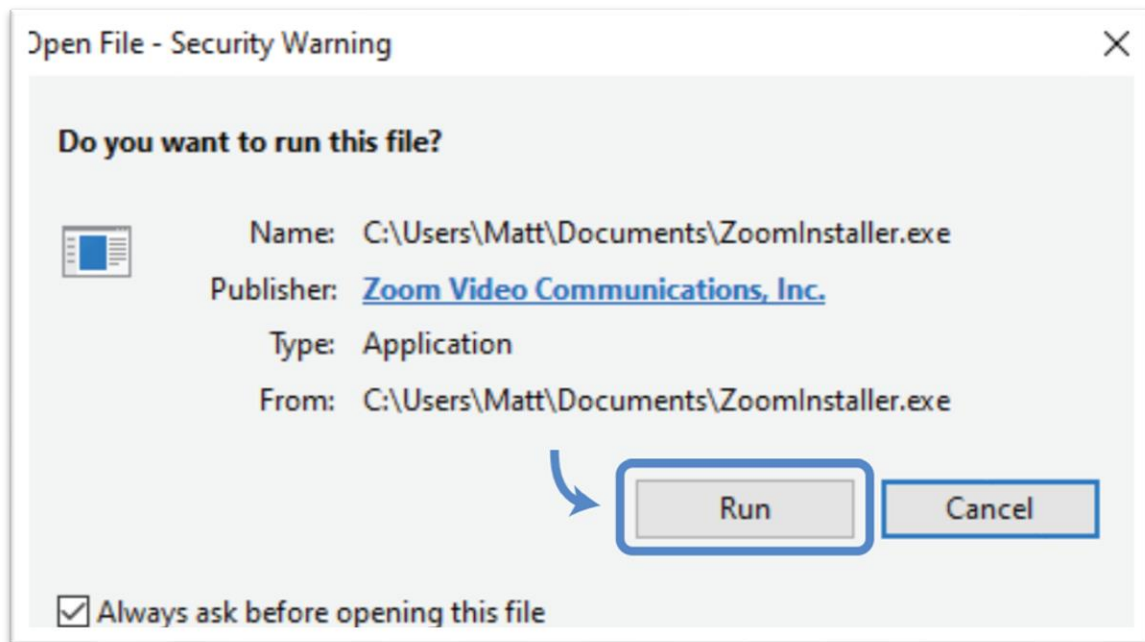 Open File - Security Warning
Do you want to run this file?
Name: C:\Users\Matt\Documents\ZoomInstaller.exe
Publisher: Zoom Video Communications, Inc.
Type: Application
From: C:\Users\Matt\Documents\ZoomInstaller.exe
Run Cancel
Always ask before opening this file